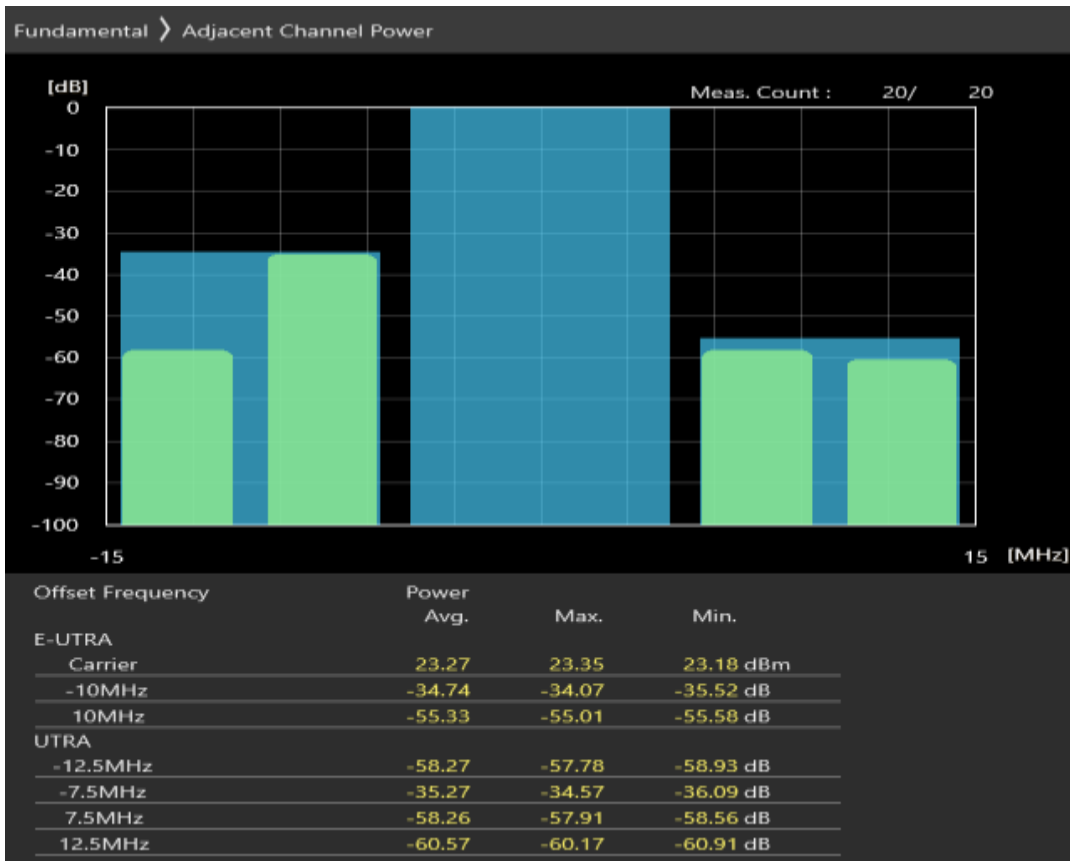 Fundamental 〉 Adjacent Channel Power
[dB]
Meas. Count : 20/ 20
0
-10
-20
-30
-40
-50
-60
-70
-80
-90
-100
-15 15 [MHz]
Offset Frequency Power
Avg. Max. Min.
E-UTRA
Carrier 23.27 23.35 23.18 dBm
-10MHz -34.74 -34.07 -35.52 dB
10MHz -55.33 -55.01 -55.58 dB
UTRA
-12.5MHz -58.27 -57.78 -58.93 dB
-7.5MHz -35.27 -34.57 -36.09 dB
7.5MHz -58.26 -57.91 -58.56 dB
12.5MHz -60.57 -60.17 -60.91 dB